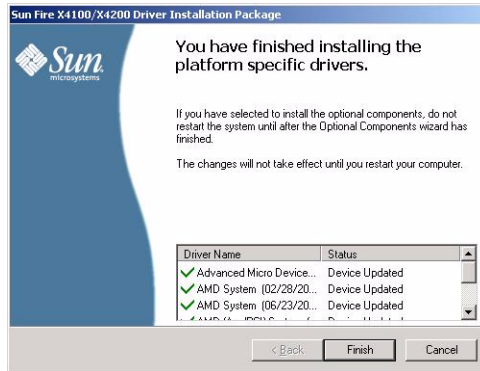 Sun Fire X4100/X4200 Driver Installation Package
Sun
microsystems
You have finished installing the
platform specific drivers.
If you have selected to install the optional components, do not
restart the system until after the Optional Components wizard has
finished.
The changes will not take effect until you restart your computer.
Driver Name Status
Advanced Micro Device... Device Updated
AMD System (02/28/20... Device Updated
AMD System (06/23/20... Device Updated
< Back Finish Cancel